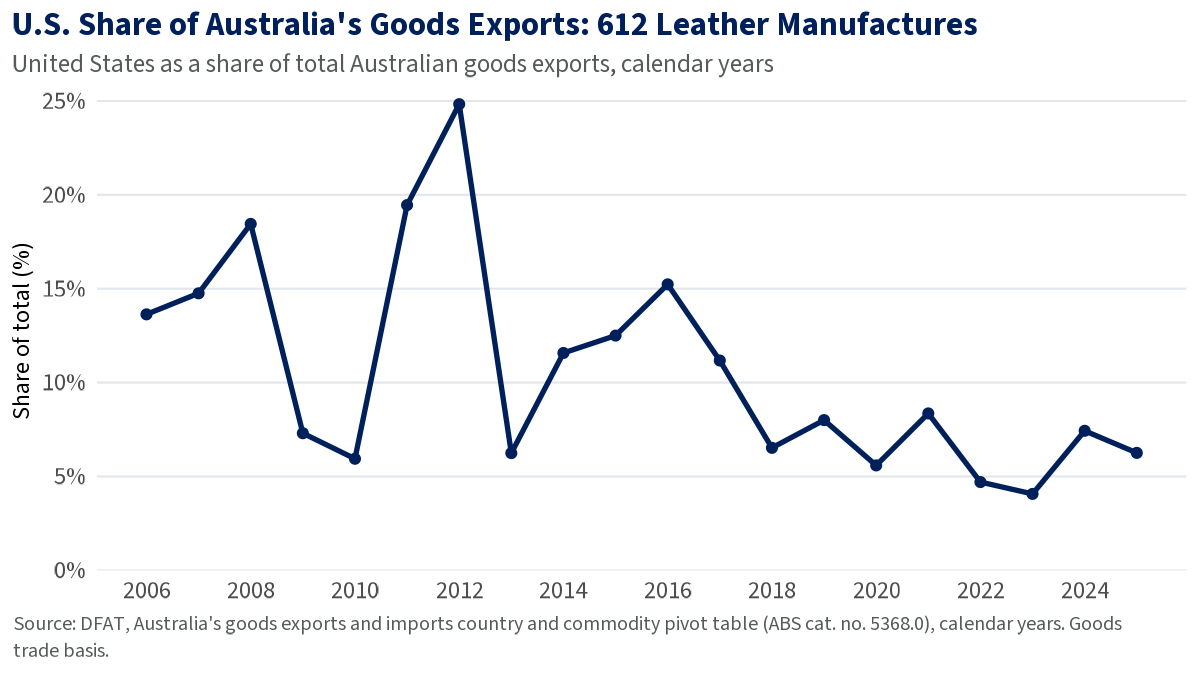 U.S. Share of Australia's Goods Exports: 612 Leather Manufactures
United States as a share of total Australian goods exports, calendar years
Share of total (%)
25%
20%
15%
10%
5%
0%
2006 2008 2010 2012 2014 2016 2018 2020 2022 2024
Source: DFAT, Australia's goods exports and imports country and commodity pivot table (ABS cat. no. 5368.0), calendar years. Goods
trade basis.